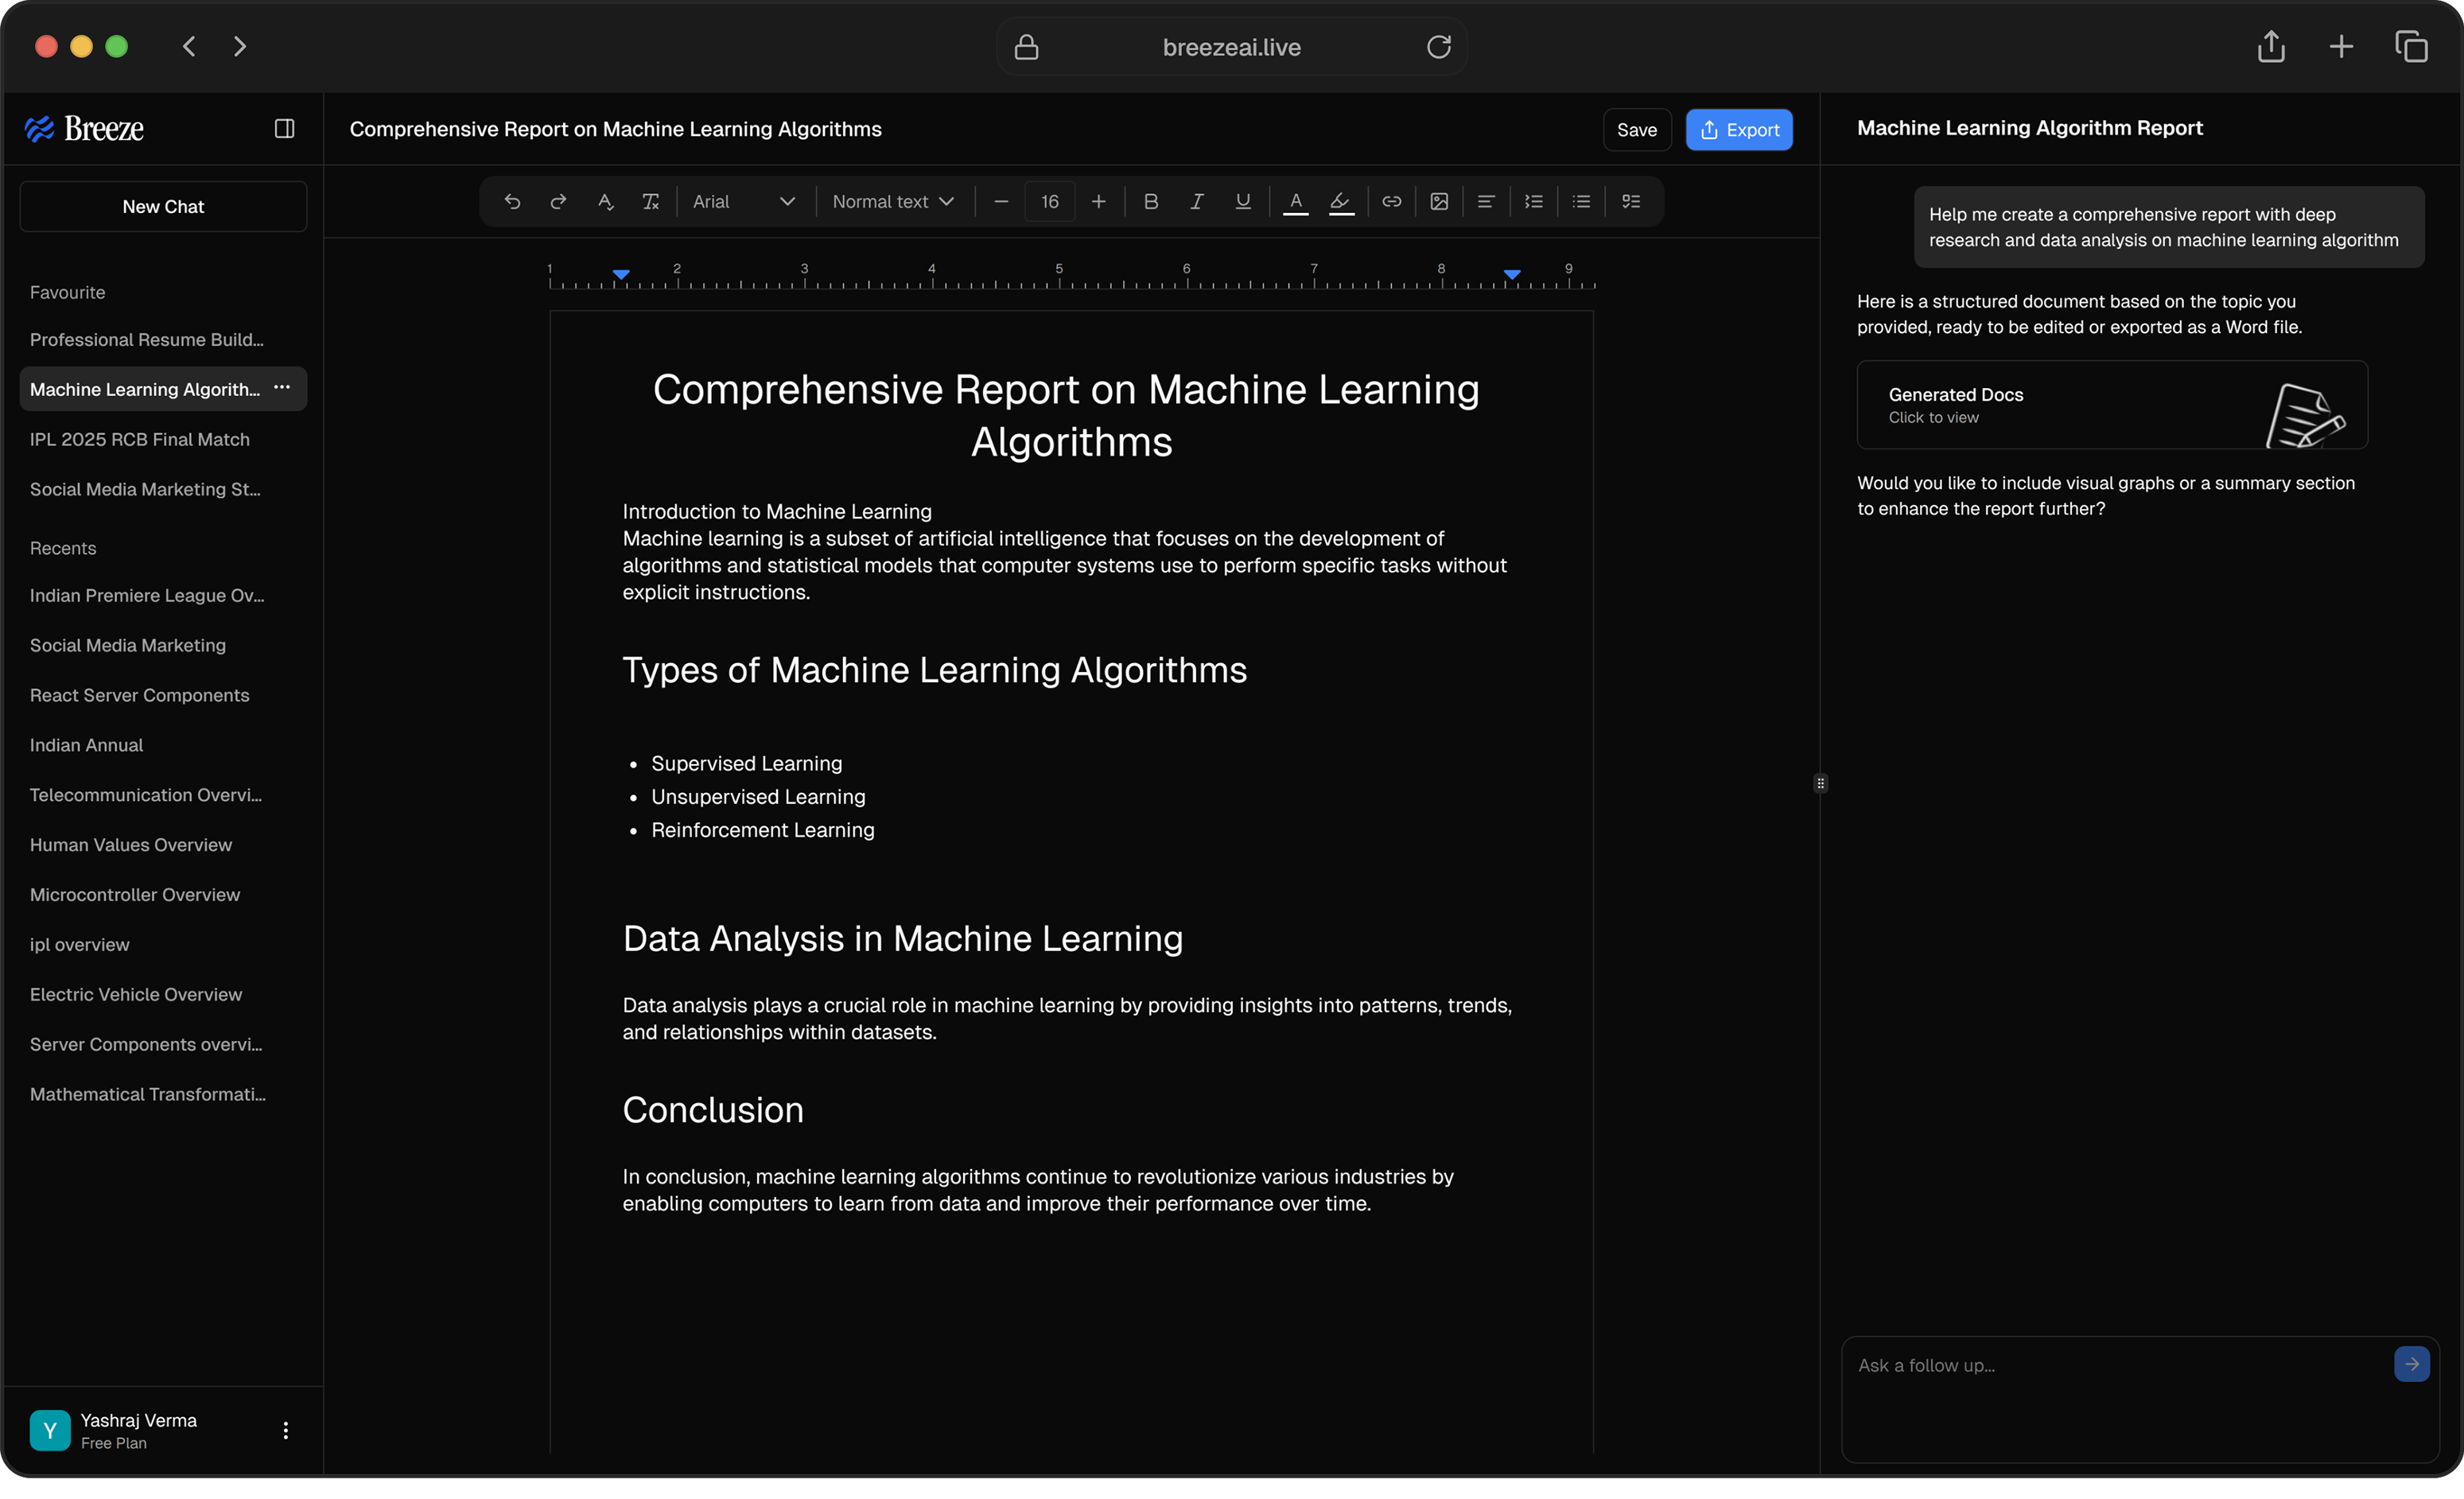 breezeai.live
Breeze
New Chat
Favourite
Professional Resume Build...
Machine Learning Algorith...
IPL 2025 RCB Final Match
Social Media Marketing St...
Recents
Indian Premiere League Ov...
Social Media Marketing
React Server Components
Indian Annual
Telecommunication Overvi...
Human Values Overview
Microcontroller Overview
ipl overview
Electric Vehicle Overview
Server Components overvi...
Mathematical Transformati...
Y
Yashraj Verma
Free Plan
Comprehensive Report on Machine Learning Algorithms
Save
Export
Arial
Normal text
16
B I U A
1 2 3 4 5 6 7 8 9
Comprehensive Report on Machine Learning
Algorithms
Introduction to Machine Learning
Machine learning is a subset of artificial intelligence that focuses on the development of
algorithms and statistical models that computer systems use to perform specific tasks without
explicit instructions.
Types of Machine Learning Algorithms
• Supervised Learning
• Unsupervised Learning
• Reinforcement Learning
Data Analysis in Machine Learning
Data analysis plays a crucial role in machine learning by providing insights into patterns, trends,
and relationships within datasets.
Conclusion
In conclusion, machine learning algorithms continue to revolutionize various industries by
enabling computers to learn from data and improve their performance over time.
Machine Learning Algorithm Report
Help me create a comprehensive report with deep
research and data analysis on machine learning algorithm
Here is a structured document based on the topic you
provided, ready to be edited or exported as a Word file.
Generated Docs
Click to view
Would you like to include visual graphs or a summary section
to enhance the report further?
Ask a follow up...